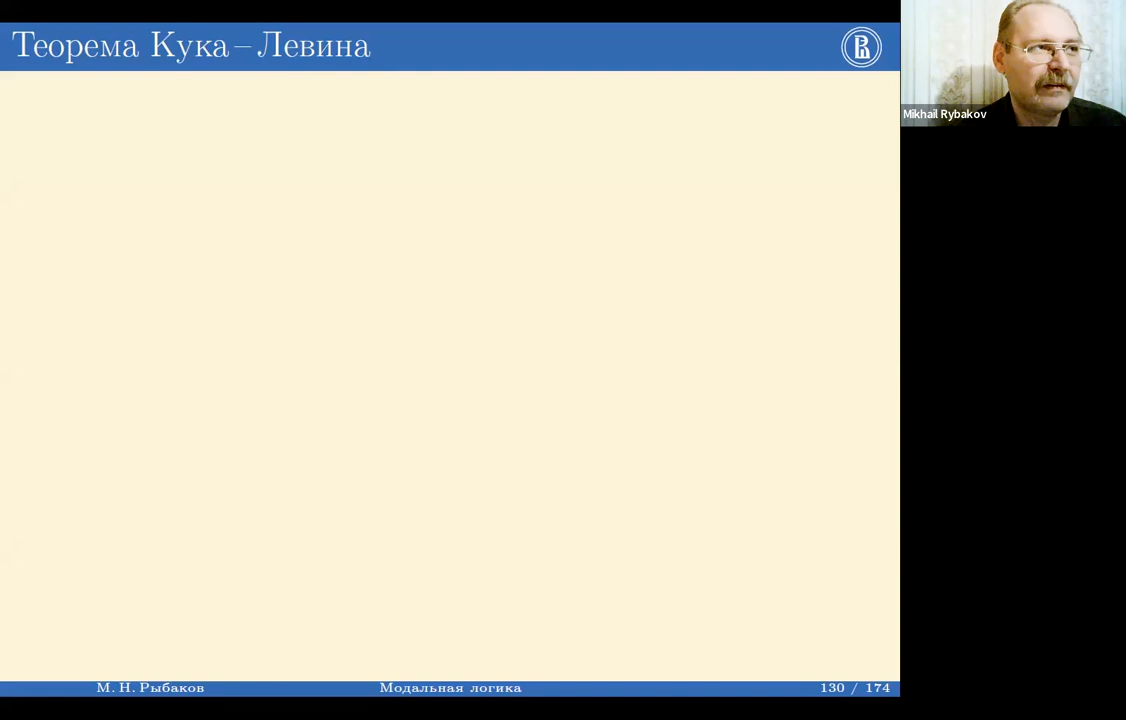 Теорема Кука – Левина
Mikhail Rybakov
М. Н. Рыбаков
Модальная логика
130 / 174